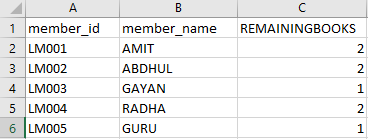 A B C
1 member_id member_name REMAININGBOOKS
2 LM001 AMIT 2
3 LM002 ABDHUL 2
4 LM003 GAYAN 1
5 LM004 RADHA 2
6 LM005 GURU 1